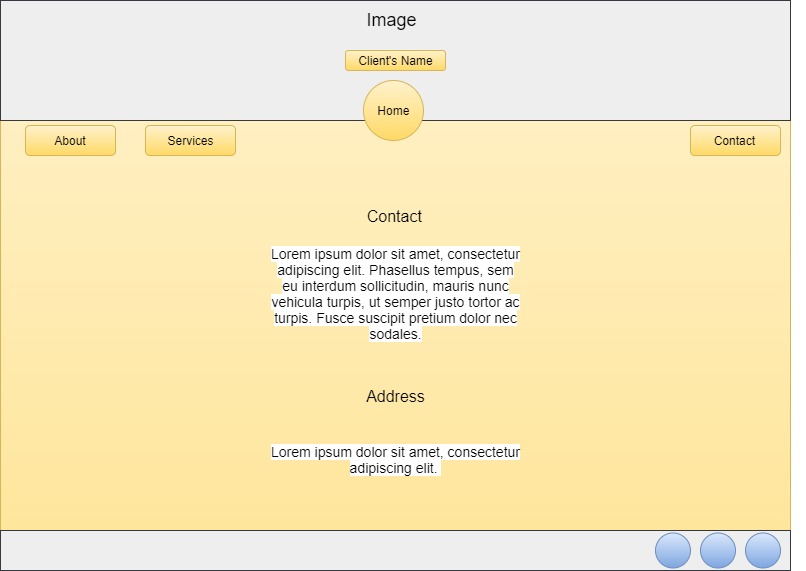 Image
Client's Name
Home
About
Services
Contact
Contact
Lorem ipsum dolor sit amet, consectetur
adipiscing elit. Phasellus tempus, sem
eu interdum sollicitudin, mauris nunc
vehicula turpis, ut semper justo tortor ac
turpis. Fusce suscipit pretium dolor nec
sodales.
Address
Lorem ipsum dolor sit amet, consectetur
adipiscing elit.